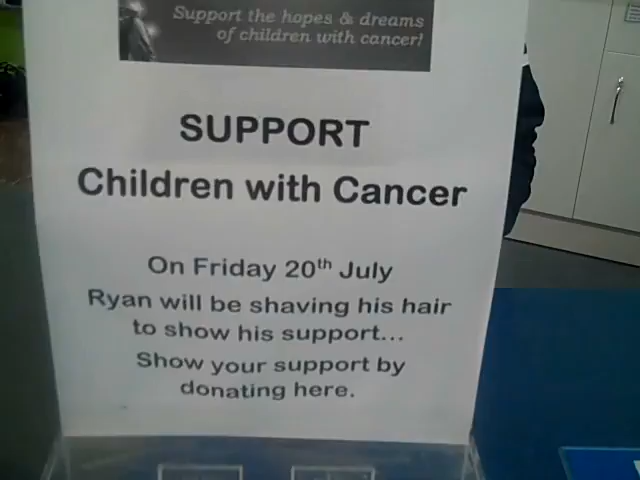 Support the hopes & dreams
of children with cancer!
SUPPORT
Children with Cancer
On Friday 20th July
Ryan will be shaving his hair
to show his support...
Show your support by
donating here.